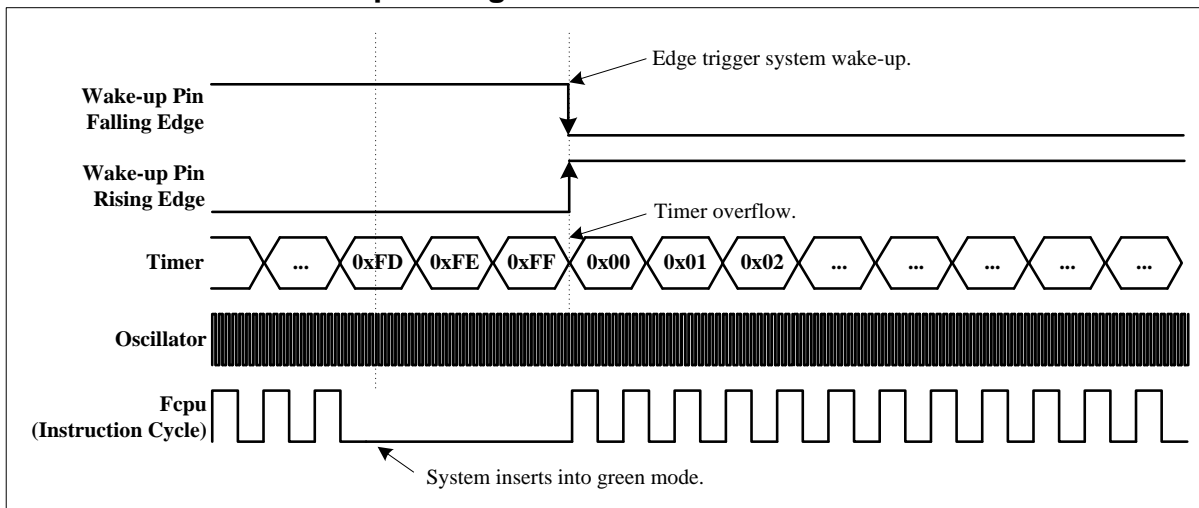 Edge trigger system wake-up.
Wake-up Pin
Falling Edge
Wake-up Pin
Rising Edge
Timer overflow.
Timer
... 0xFD 0xFE 0xFF 0x00 0x01 0x02 ... ... ... ... ...
Oscillator
Fcpu
(Instruction Cycle)
System inserts into green mode.